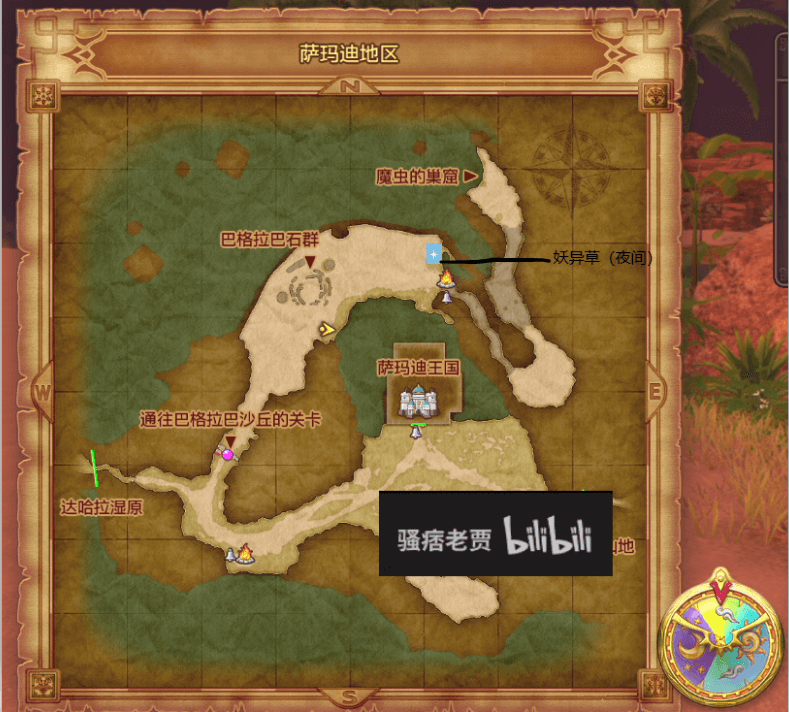 萨玛迪地区
N
魔虫的巢窟
巴格拉巴石群
妖异草（夜间）
萨玛迪王国
W
E
通往巴格拉巴沙丘的关卡
达哈拉湿原
骚痞老贾 bilibili
地
S